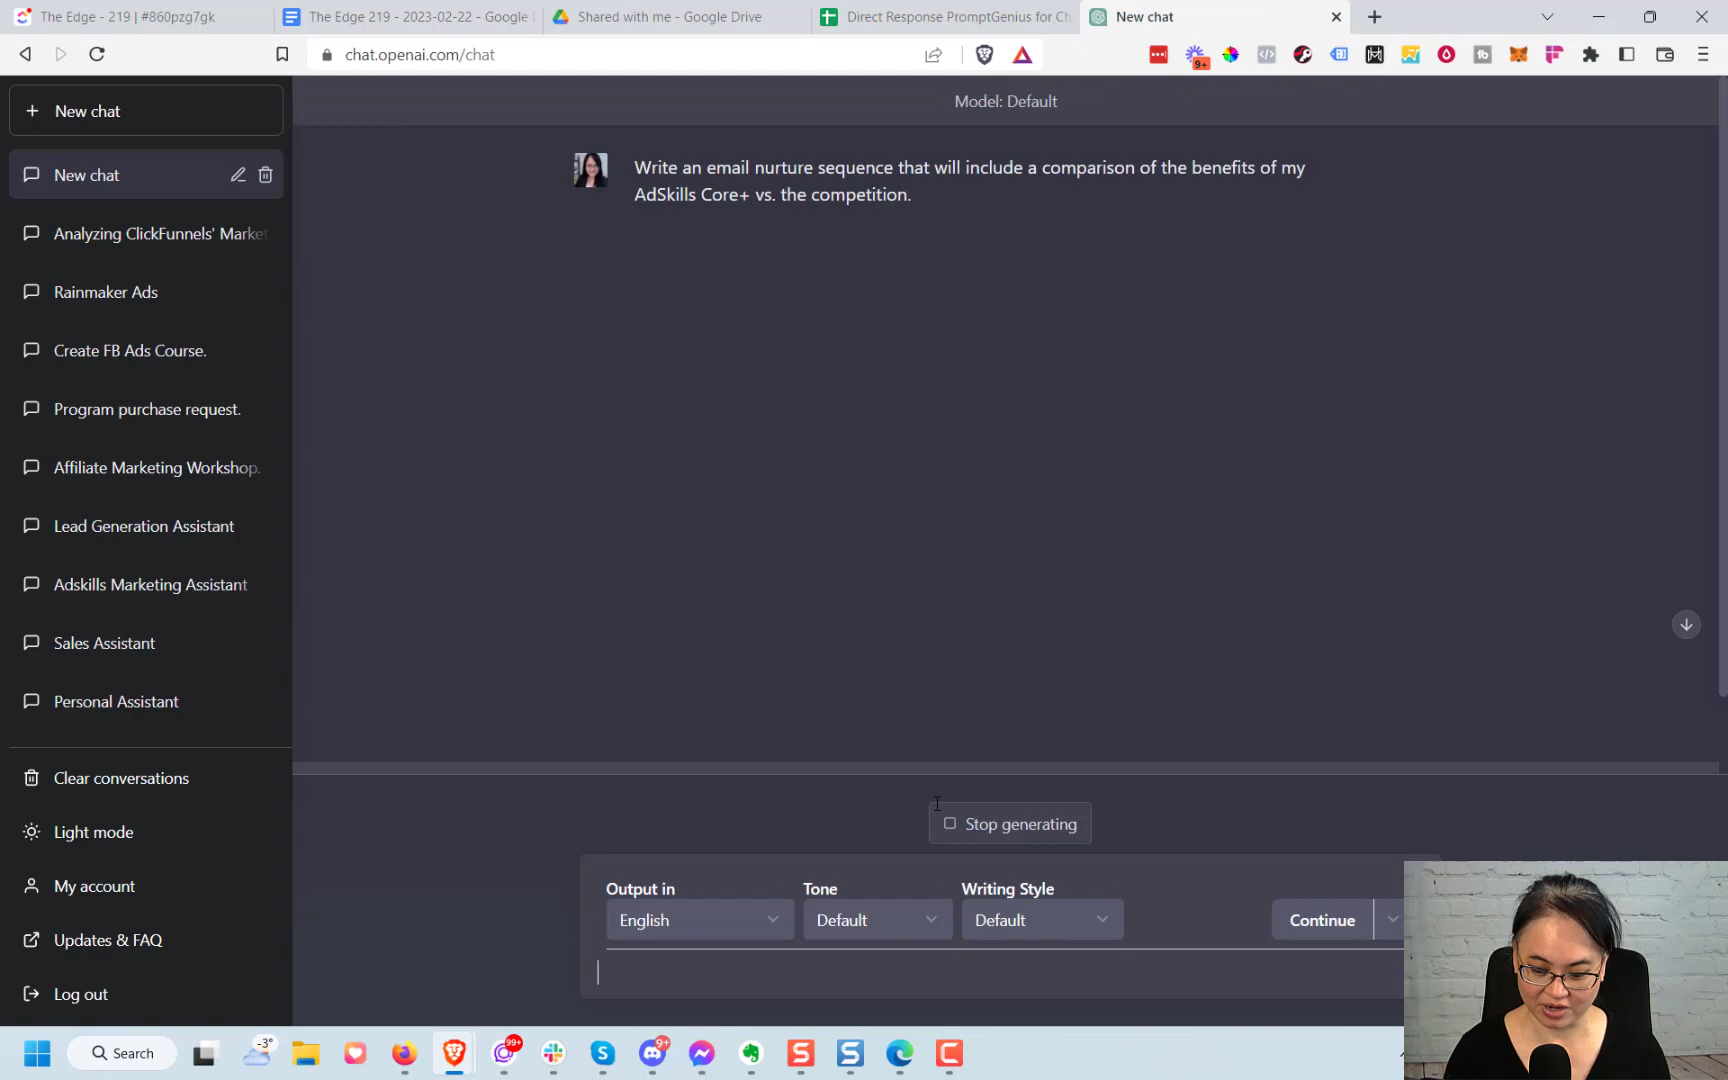 The Edge - 219 | #860pzg7gk
The Edge 219 - 2023-02-22 - Google D
Shared with me - Google Drive
Direct Response PromptGenius for Ch
New chat
chat.openai.com/chat
9+
New chat
Model: Default
New chat
Write an email nurture sequence that will include a comparison of the benefits of my
AdSkills Core+ vs. the competition.
Analyzing ClickFunnels' Market
Rainmaker Ads
Create FB Ads Course.
Program purchase request.
Affiliate Marketing Workshop.
Lead Generation Assistant
Adskills Marketing Assistant
Sales Assistant
Personal Assistant
Clear conversations
Light mode
My account
Updates & FAQ
Log out
Stop generating
Output in
Tone
Writing Style
English
Default
Default
Continue
Search
-3°
99+
9+